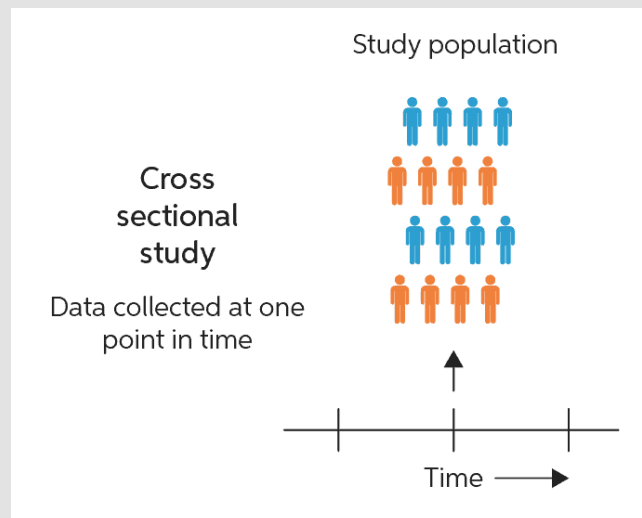 Study population
Cross
sectional
study
Data collected at one
point in time
Time